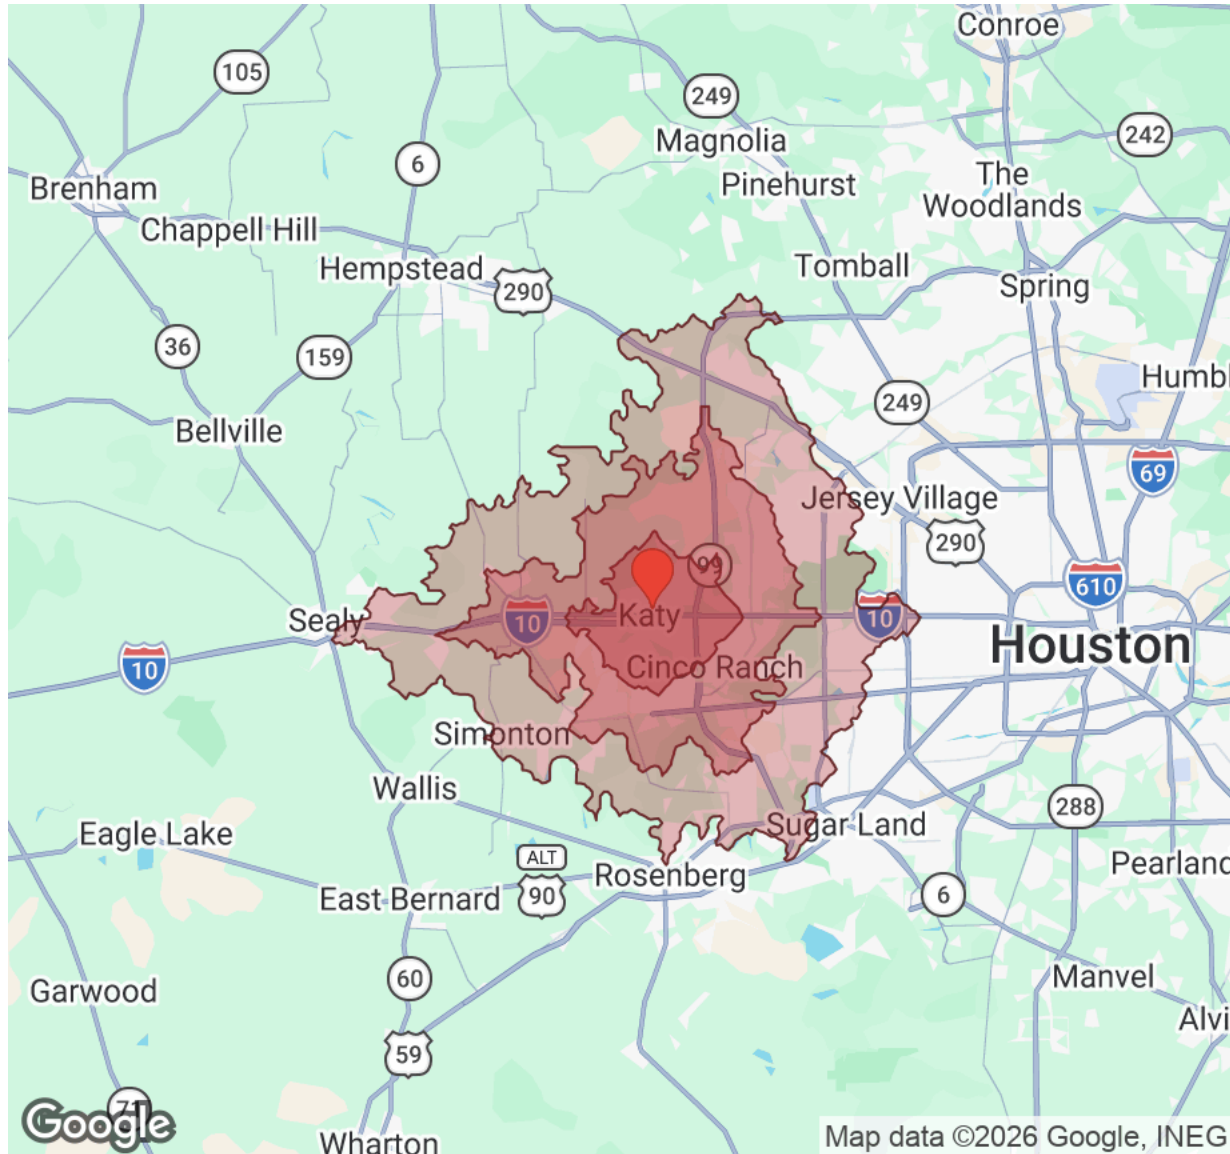 Conroe
105
249
242
Magnolia
6
Pinehurst
The
Woodlands
Brenham
Chappell Hill
Hempstead
Tomball
290
Spring
36
159
Humbl
249
Bellville
69
Jersey Village
290
99
610
Sealy
10
Katy
10
Houston
10
Cinco Ranch
Simonton
Wallis
288
Sugar Land
Eagle Lake
ALT
90
Rosenberg
Pearland
East Bernard
6
60
Manvel
Garwood
Alvi
59
71
Google
Wharton
Map data ©2026 Google, INEG